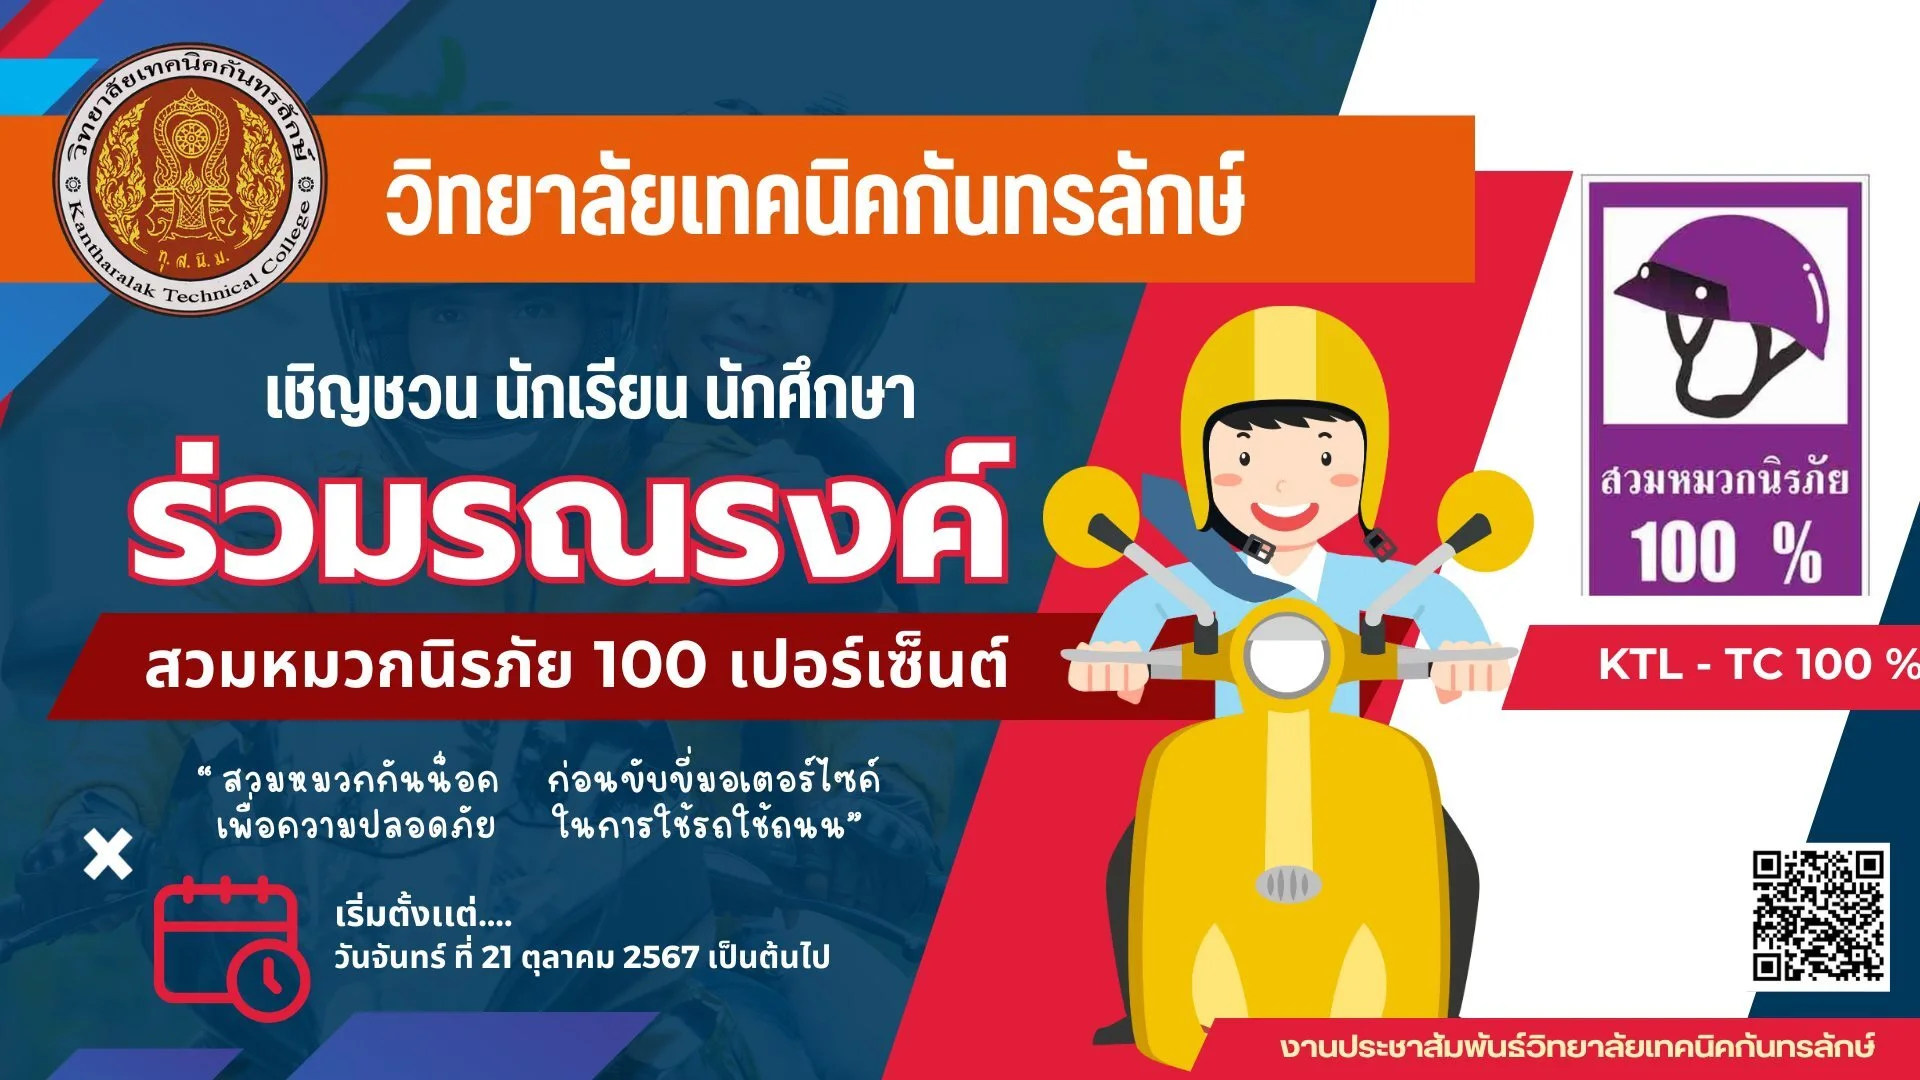 วิทยาลัยเทคนิคกันทรลักษ์
ทุ. ส. นิ. ม.
Kantharalak Technical College
วิทยาลัยเทคนิคกันทรลักษ์
เชิญชวน นักเรียน นักศึกษา
ร่วมรณรงค์
สวมหมวกนิรภัย 100 เปอร์เซ็นต์
“ สวมหมวกกันน็อค ก่อนขับขี่มอเตอร์ไซค์
เพื่อความปลอดภัย ในการใช้รถใช้ถนน”
เริ่มตั้งแต่....
วันจันทร์ ที่ 21 ตุลาคม 2567 เป็นต้นไป
สวมหมวกนิรภัย
100 %
KTL - TC 100 %
งานประชาสัมพันธ์วิทยาลัยเทคนิคกันทรลักษ์